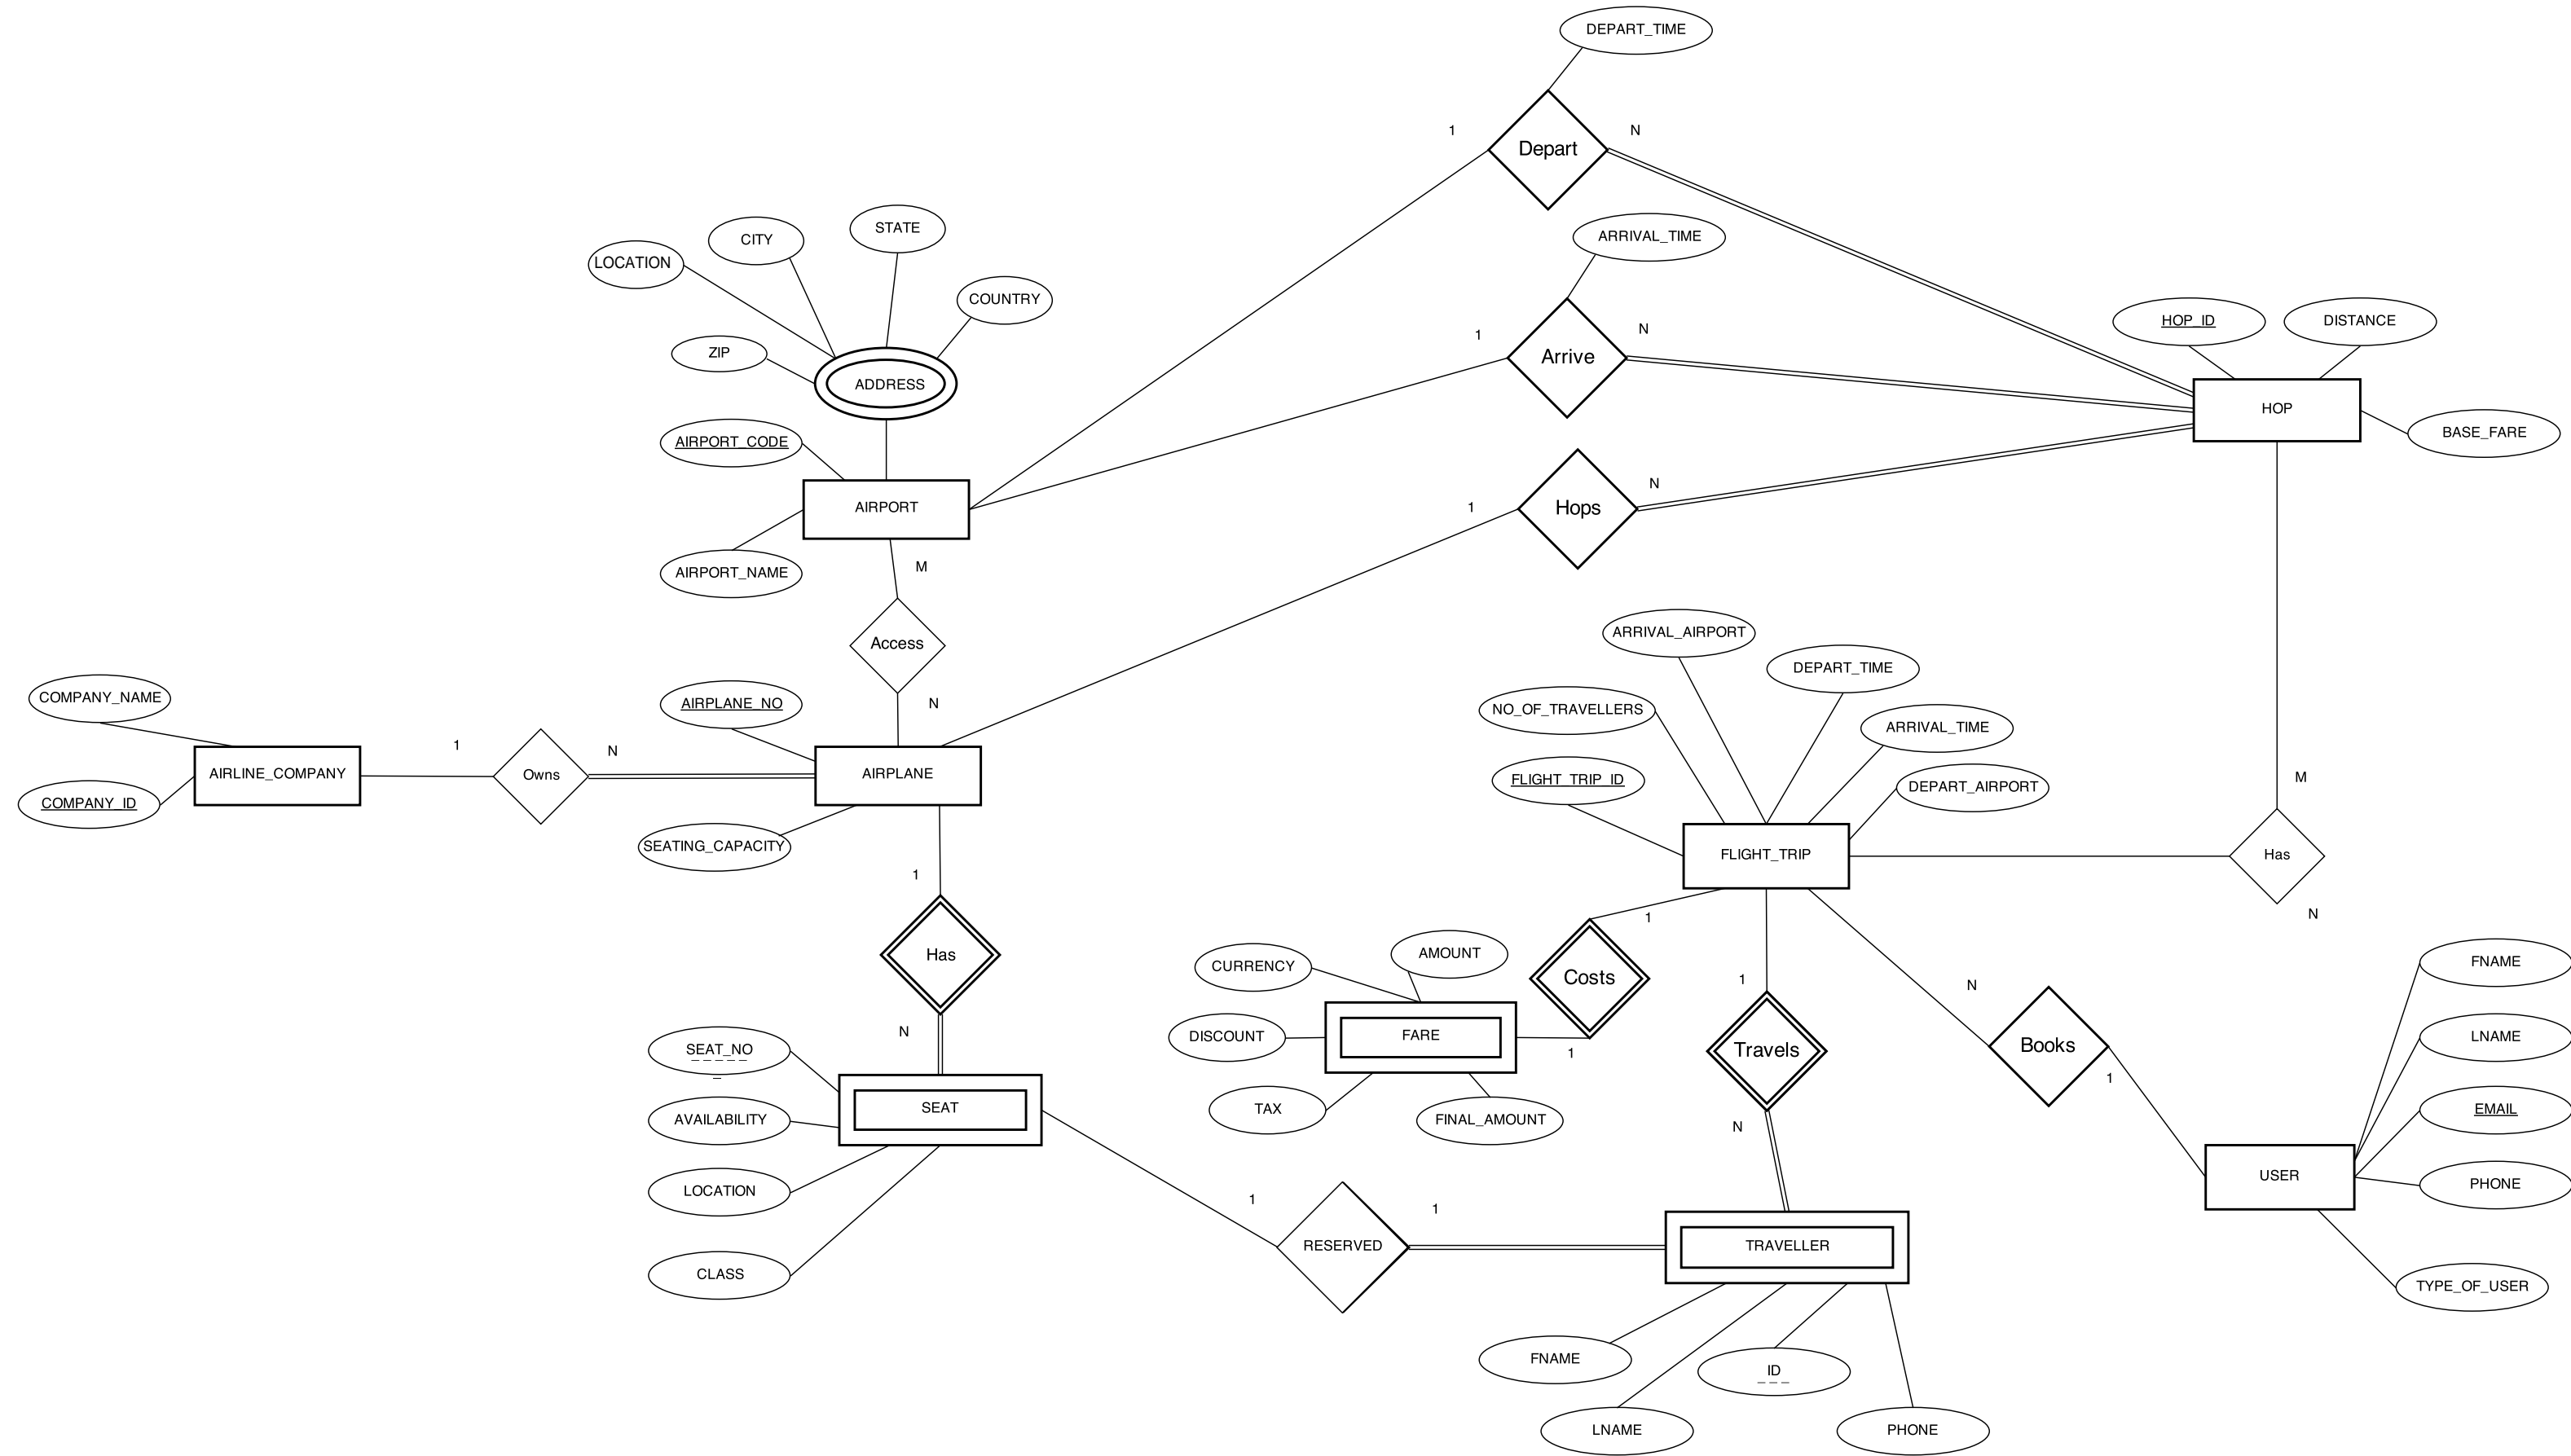 DEPART_TIME
1
N
Depart
ARRIVAL_TIME
1
N
Arrive
STATE
CITY
LOCATION
COUNTRY
ZIP
ADDRESS
HOP_ID
DISTANCE
HOP
BASE_FARE
AIRPORT_CODE
AIRPORT
AIRPORT_NAME
1
N
Hops
M
Access
N
ARRIVAL_AIRPORT
DEPART_TIME
NO_OF_TRAVELLERS
ARRIVAL_TIME
FLIGHT_TRIP_ID
DEPART_AIRPORT
COMPANY_NAME
AIRLINE_COMPANY
COMPANY_ID
1
Owns
N
AIRPLANE_NO
AIRPLANE
SEATING_CAPACITY
FLIGHT_TRIP
M
Has
N
1
Has
N
1
Costs
1
CURRENCY
AMOUNT
DISCOUNT
FARE
TAX
FINAL_AMOUNT
1
Travels
N
N
Books
1
FNAME
LNAME
EMAIL
PHONE
USER
TYPE_OF_USER
SEAT_NO
AVAILABILITY
SEAT
LOCATION
CLASS
1
RESERVED
1
TRAVELLER
FNAME
ID
LNAME
PHONE